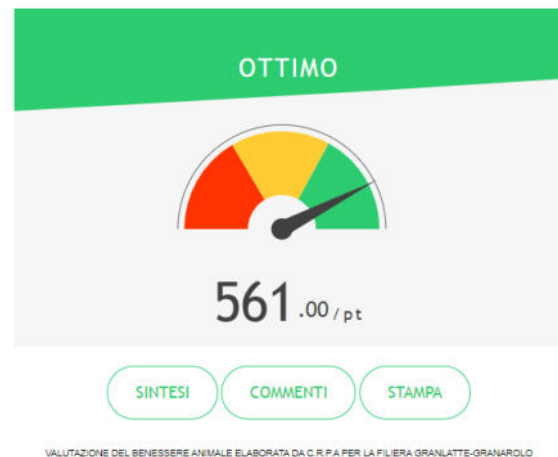 OTTIMO
561.00/pt
SINTESI COMMENTI STAMPA
VALUTAZIONE DEL BENESSERE ANIMALE ELABORATA DA C.R.P.A PER LA FILIERA GRANLATTE-GRANAROLO